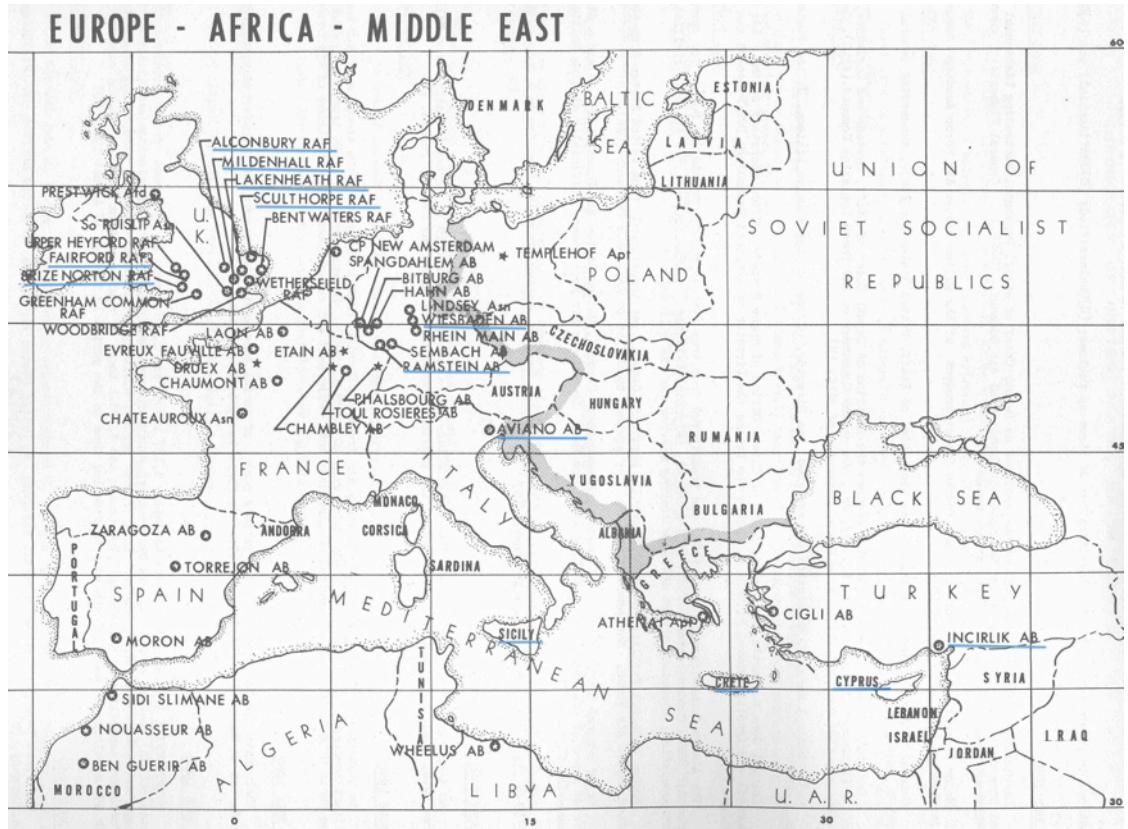 EUROPE - AFRICA - MIDDLE EAST
60
DENMARK
BALTIC
SEA
ESTONIA
LATVIA
LITHUANIA
UNION OF
SOVIET SOCIALIST
REPUBLICS
ALCONBURY RAF
MILDENHALL RAF
LAKENHEATH RAF
SCULTHORPE RAF
BENTWATERS RAF
PRESTWICK Afd
U.
K.
So RUISLIP Asn
UPPER HEYFORD RAF
FAIRFORD RAF
BRIZE NORTON RAF
GREENHAM COMMON
RAF
WOODBRIDGE RAF
WETHERSFIELD
RAF
CP NEW AMSTERDAM
SPANGDAHLEM AB
BITBURG AB
HAHN AB
LINDSEY Asn
WIESBADEN AB
RHEIN MAIN AB
SEMBACH AB
RAMSTEIN AB
TEMPLEHOF Apt
POLAND
CZECHOSLOVAKIA
LAON AB
EVREUX FAUVILLE AB
ETAIN AB
DRUEX AB
CHAUMONT AB
PHALSBOURG AB
TOUL ROSIERES AB
CHAMBLEY AB
CHATEAUROUX Asn
AUSTRIA
HUNGARY
AVIANO AB
RUMANIA
45
FRANCE
ITALY
YUGOSLAVIA
BLACK SEA
MONACO
CORSICA
ANDORRA
BULGARIA
ALBANIA
ZARAGOZA AB
PORTUGAL
TORREJON AB
SARDINA
GREECE
SPAIN
MEDITERRANEAN
SEA
TURKEY
CIGLI AB
ATHENAI Apt
MORON AB
SICILY
INCIRLIK AB
TUNISIA
CRETE
CYPRUS
SYRIA
SIDI SLIMANE AB
LEBANON
NOUASSEUR AB
ALGERIA
ISRAEL
IRAQ
WHEELUS AB
JORDAN
BEN GUERIR AB
MOROCCO
LIBYA
U. A. R.
30
0
15
30
45